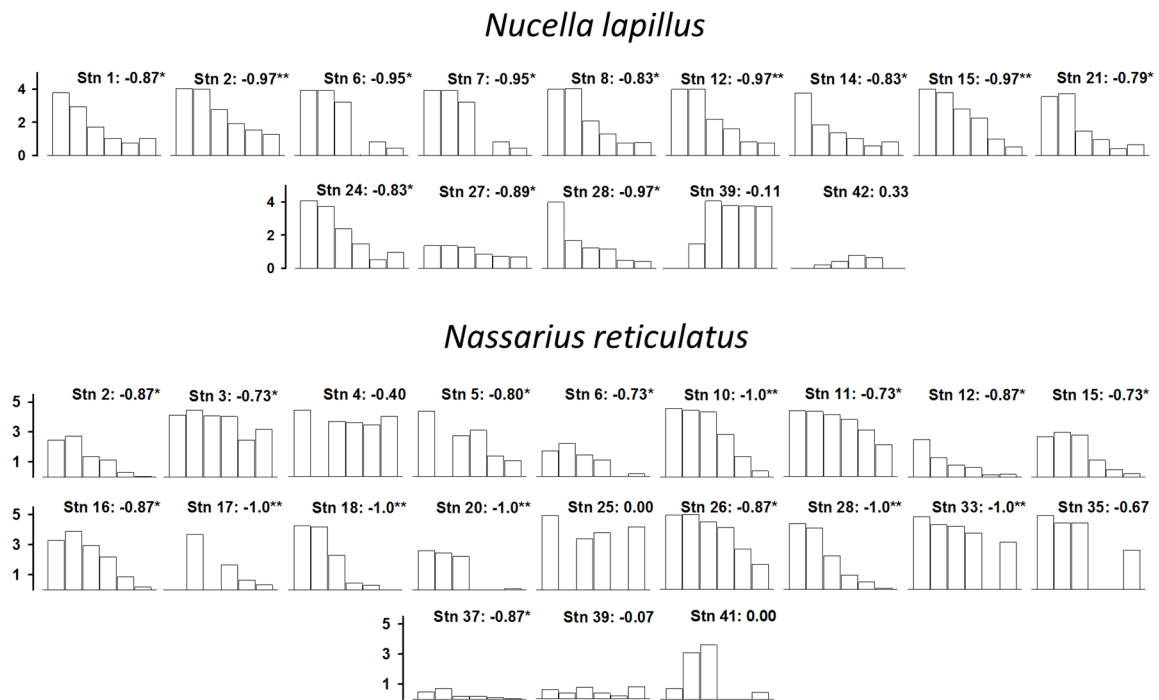 Nucella lapillus
Stn 1: -0.87* Stn 2: -0.97** Stn 6: -0.95* Stn 7: -0.95* Stn 8: -0.83* Stn 12: -0.97** Stn 14: -0.83* Stn 15: -0.97** Stn 21: -0.79*
4
2
0
Stn 24: -0.83* Stn 27: -0.89* Stn 28: -0.97* Stn 39: -0.11 Stn 42: 0.33
4
2
0
Nassarius reticulatus
Stn 2: -0.87* Stn 3: -0.73* Stn 4: -0.40 Stn 5: -0.80* Stn 6: -0.73* Stn 10: -1.0** Stn 11: -0.73* Stn 12: -0.87* Stn 15: -0.73*
5
3
1
Stn 16: -0.87* Stn 17: -1.0** Stn 18: -1.0** Stn 20: -1.0** Stn 25: 0.00 Stn 26: -0.87* Stn 28: -1.0** Stn 33: -1.0** Stn 35: -0.67
5
3
1
Stn 37: -0.87* Stn 39: -0.07 Stn 41: 0.00
5
3
1